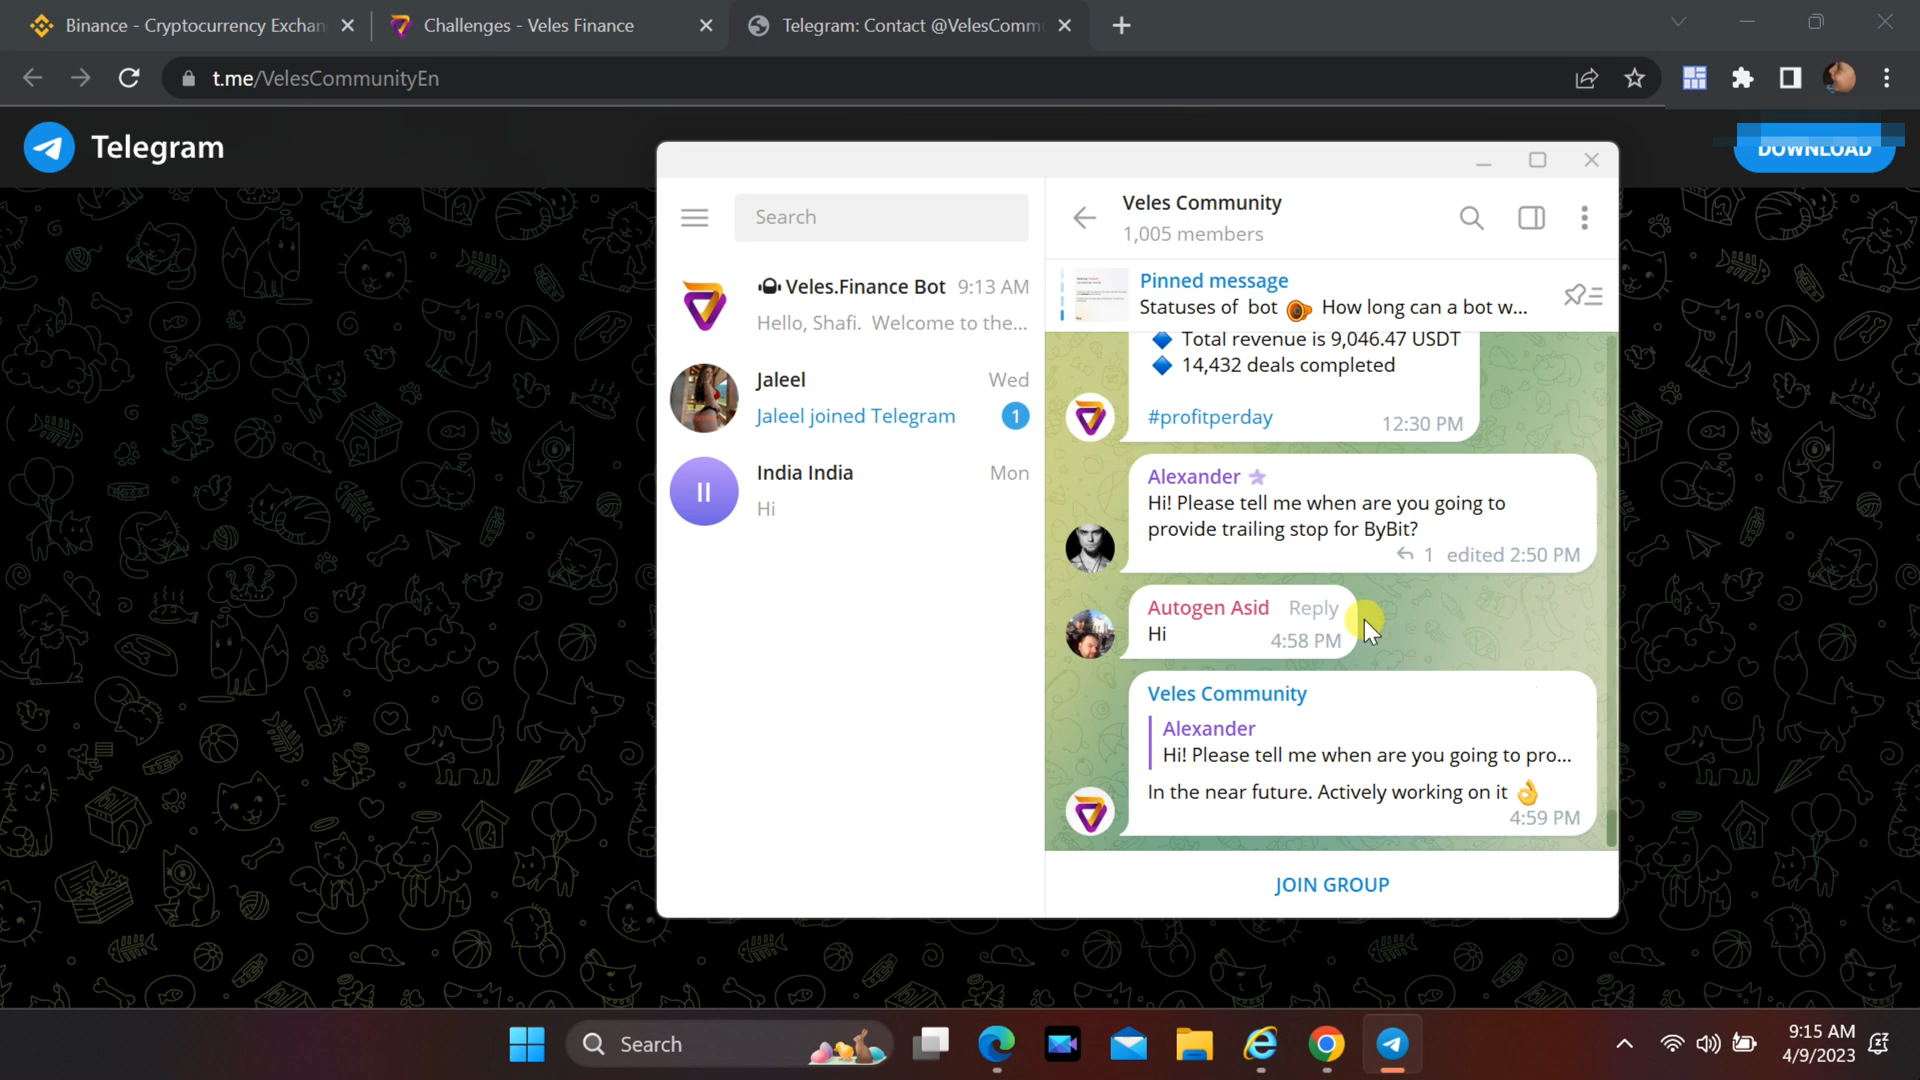 Binance - Cryptocurrency Exchan
Challenges - Veles Finance
Telegram: Contact @VelesComm
t.me/VelesCommunityEn
Telegram
DOWNLOAD
Search
Veles.Finance Bot 9:13 AM
Hello, Shafi. Welcome to the...
Jaleel Wed
Jaleel joined Telegram 1
II
India India Mon
Hi
Veles Community
1,005 members
Pinned message
Statuses of bot How long can a bot w...
Total revenue is 9,046.47 USDT
14,432 deals completed
#profitperday 12:30 PM
Alexander
Hi! Please tell me when are you going to
provide trailing stop for ByBit?
1 edited 2:50 PM
Autogen Asid Reply
Hi 4:58 PM
Veles Community
Alexander
Hi! Please tell me when are you going to pro...
In the near future. Actively working on it 👌
4:59 PM
JOIN GROUP
Search
9:15 AM
4/9/2023